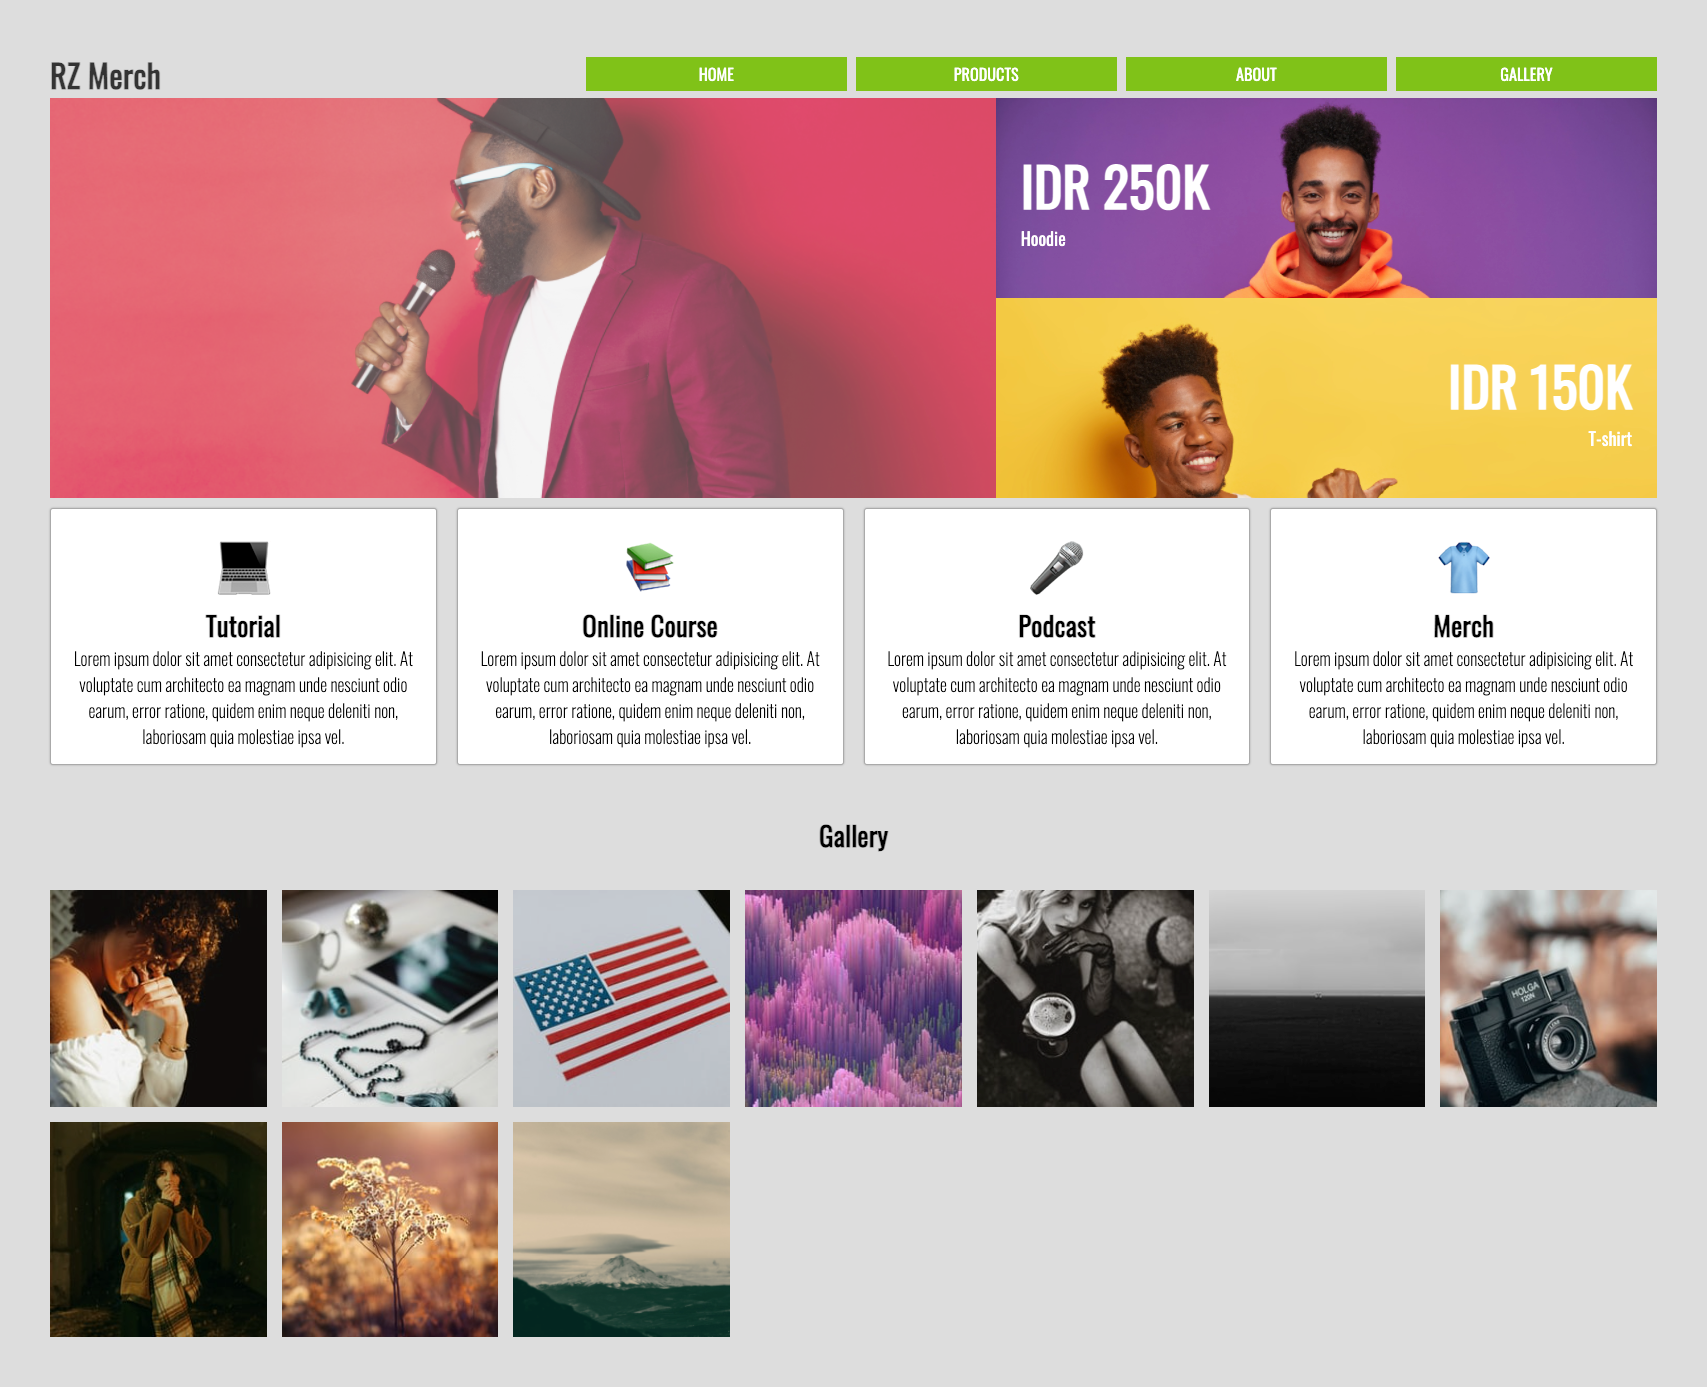 RZ Merch
HOME
PRODUCTS
ABOUT
GALLERY
IDR 250K
Hoodie
IDR 150K
T-shirt
Tutorial
Lorem ipsum dolor sit amet consectetur adipisicing elit. At
voluptate cum architecto ea magnam unde nesciunt odio
earum, error ratione, quidem enim neque deleniti non,
laboriosam quia molestiae ipsa vel.
Online Course
Lorem ipsum dolor sit amet consectetur adipisicing elit. At
voluptate cum architecto ea magnam unde nesciunt odio
earum, error ratione, quidem enim neque deleniti non,
laboriosam quia molestiae ipsa vel.
Podcast
Lorem ipsum dolor sit amet consectetur adipisicing elit. At
voluptate cum architecto ea magnam unde nesciunt odio
earum, error ratione, quidem enim neque deleniti non,
laboriosam quia molestiae ipsa vel.
Merch
Lorem ipsum dolor sit amet consectetur adipisicing elit. At
voluptate cum architecto ea magnam unde nesciunt odio
earum, error ratione, quidem enim neque deleniti non,
laboriosam quia molestiae ipsa vel.
Gallery
HOLGA
120N